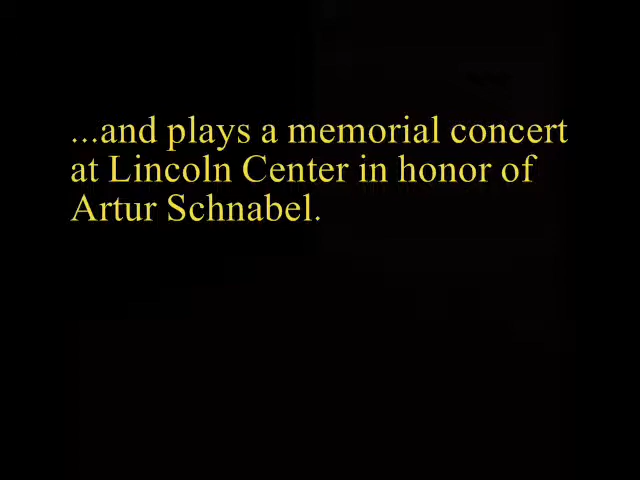 ...and plays a memorial concert
at Lincoln Center in honor of
Artur Schnabel.